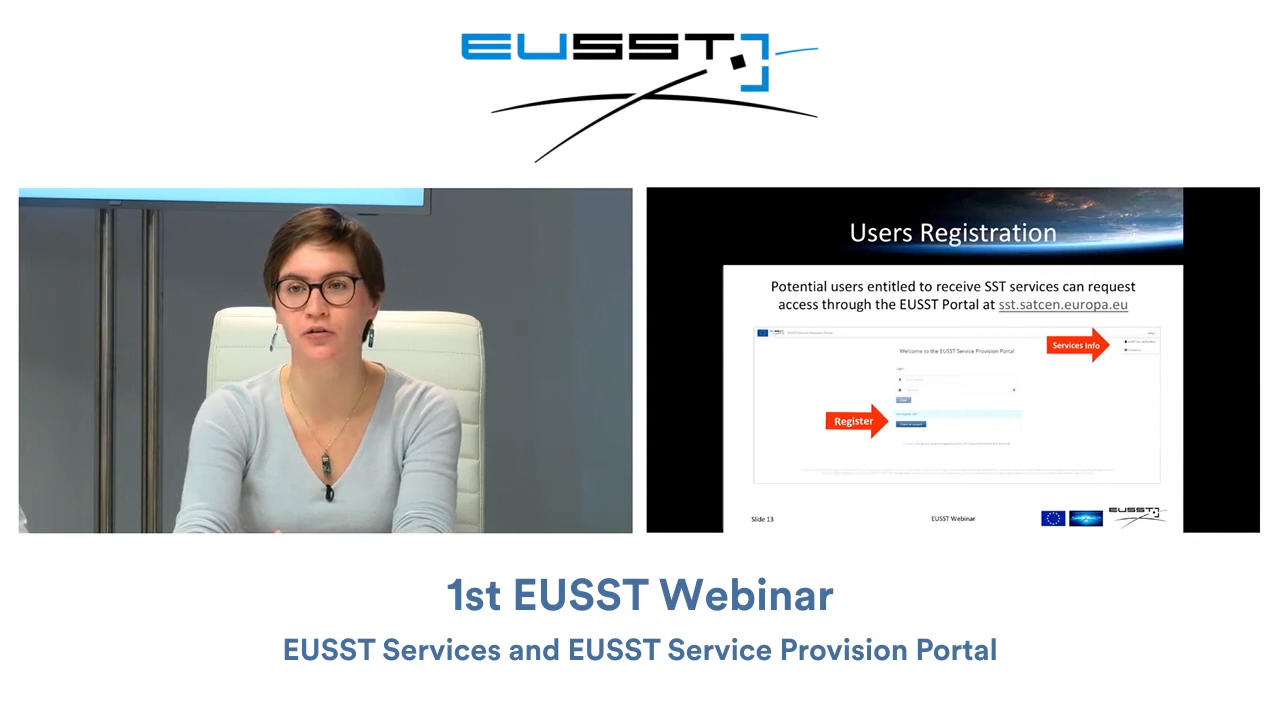 EUSST
Users Registration
Potential users entitled to receive SST services can request
access through the EUSST Portal at sst.satcen.europa.eu
Welcome to the EUSST Service Provision Portal
Services Info
Register
Slide 13
EUSST Webinar
EUSST
1st EUSST Webinar
EUSST Services and EUSST Service Provision Portal